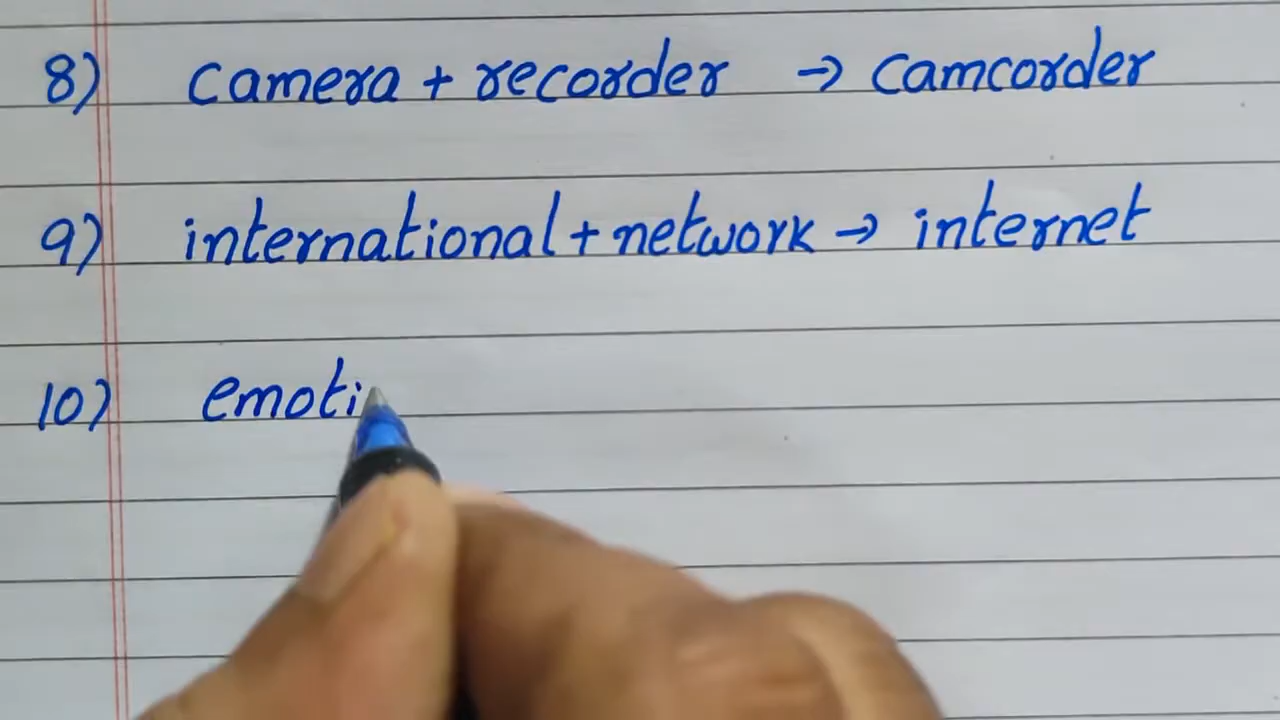 8) camera + recorder → camcorder
9) international + network → internet
10) emoti